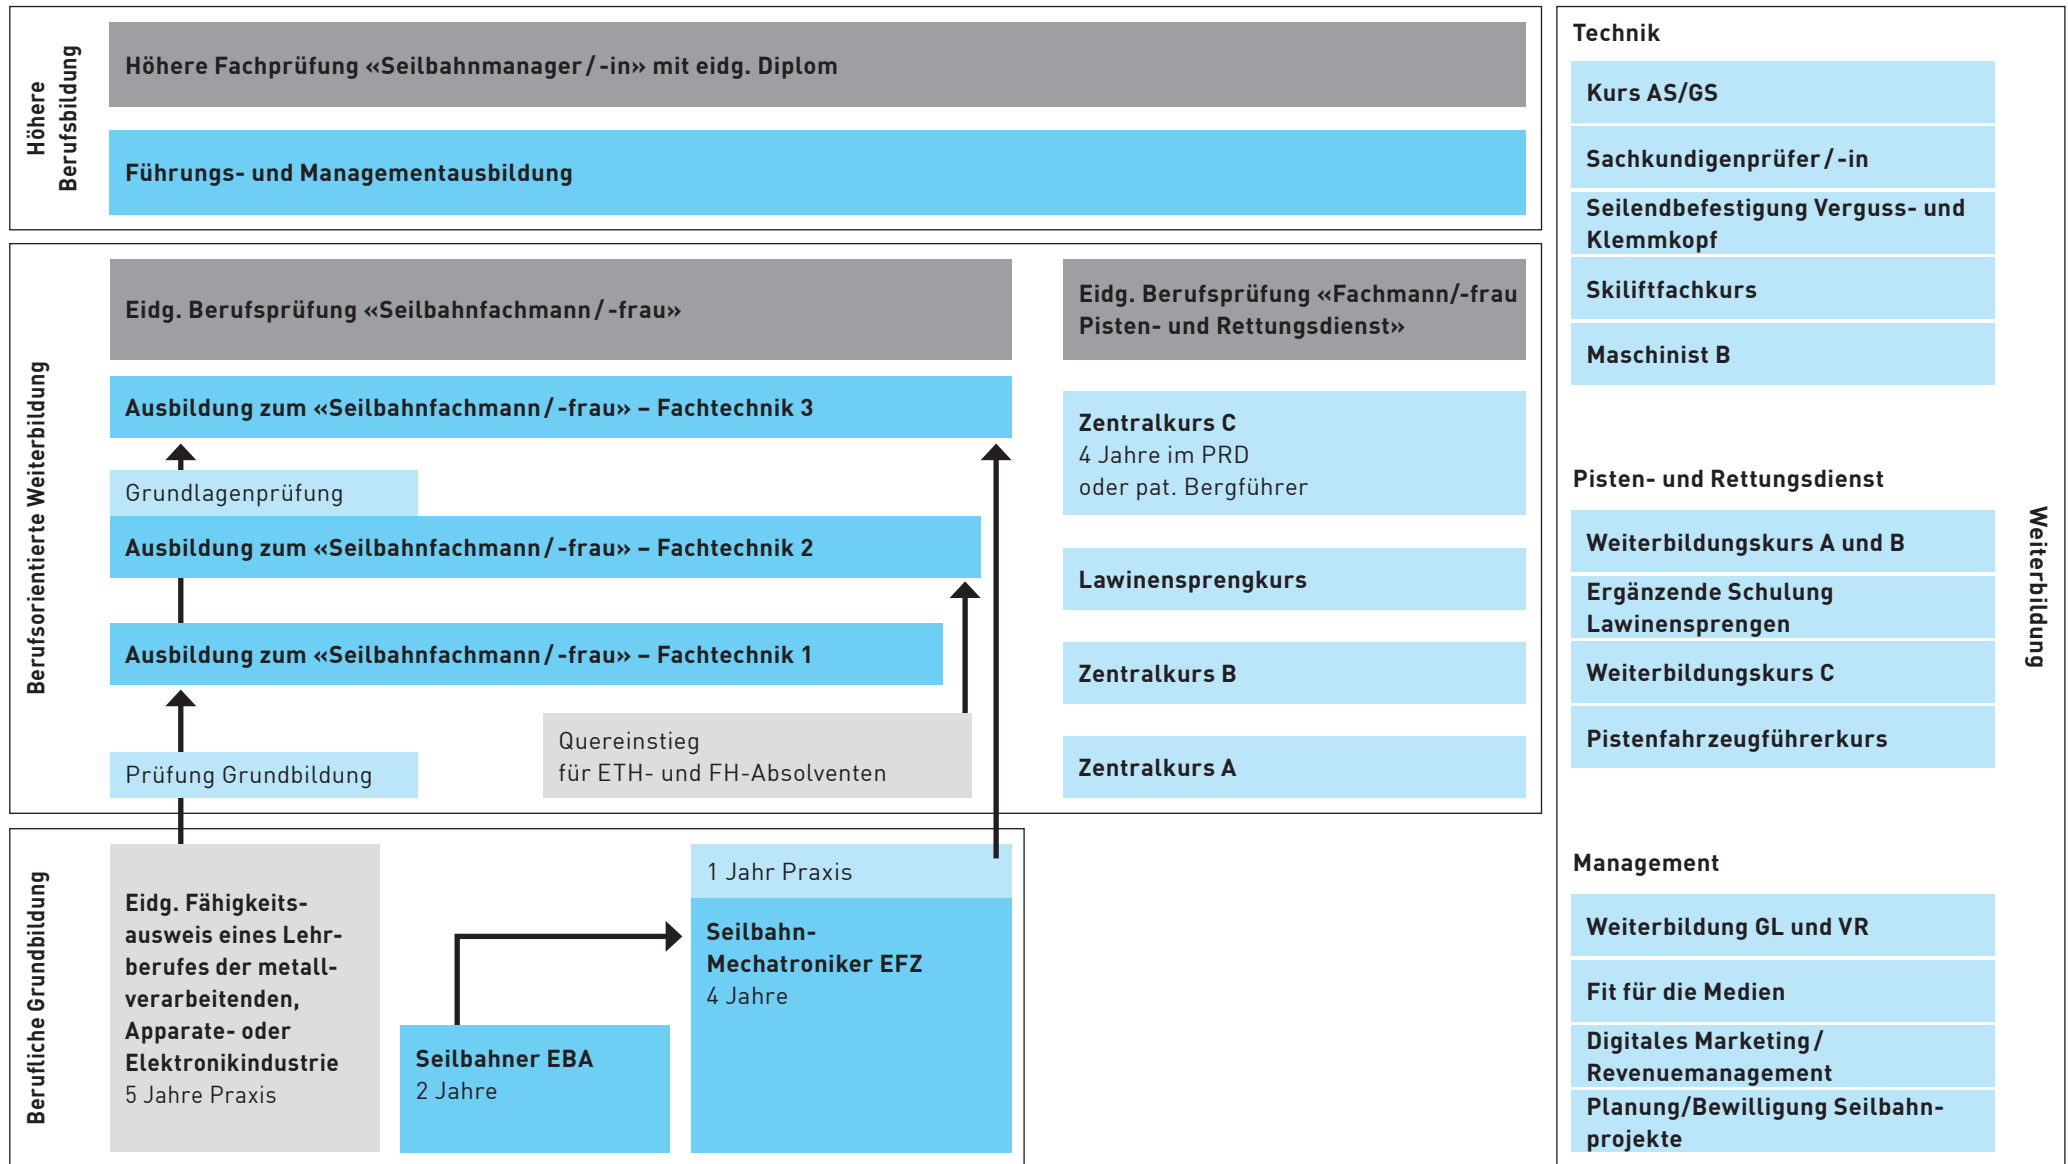 Höhere
Berufsbildung
Höhere Fachprüfung «Seilbahnmanager/-in» mit eidg. Diplom
Führungs- und Managementausbildung
Berufsorientierte Weiterbildung
Eidg. Berufsprüfung «Seilbahnfachmann/-frau»
Ausbildung zum «Seilbahnfachmann/-frau» – Fachtechnik 3
Grundlagenprüfung
Ausbildung zum «Seilbahnfachmann/-frau» – Fachtechnik 2
Ausbildung zum «Seilbahnfachmann/-frau» – Fachtechnik 1
Prüfung Grundbildung
Quereinstieg
für ETH- und FH-Absolventen
Eidg. Berufsprüfung «Fachmann/-frau
Pisten- und Rettungsdienst»
Zentralkurs C
4 Jahre im PRD
oder pat. Bergführer
Lawinensprengkurs
Zentralkurs B
Zentralkurs A
Berufliche Grundbildung
Eidg. Fähigkeits-
ausweis eines Lehr-
berufes der metall-
verarbeitenden,
Apparate- oder
Elektronikindustrie
5 Jahre Praxis
Seilbahner EBA
2 Jahre
1 Jahr Praxis
Seilbahn-
Mechatroniker EFZ
4 Jahre
Weiterbildung
Technik
Kurs AS/GS
Sachkundigenprüfer/-in
Seilendbefestigung Verguss- und
Klemmkopf
Skiliftfachkurs
Maschinist B
Pisten- und Rettungsdienst
Weiterbildungskurs A und B
Ergänzende Schulung
Lawinensprengen
Weiterbildungskurs C
Pistenfahrzeugführerkurs
Management
Weiterbildung GL und VR
Fit für die Medien
Digitales Marketing/
Revenuemanagement
Planung/Bewilligung Seilbahn-
projekte